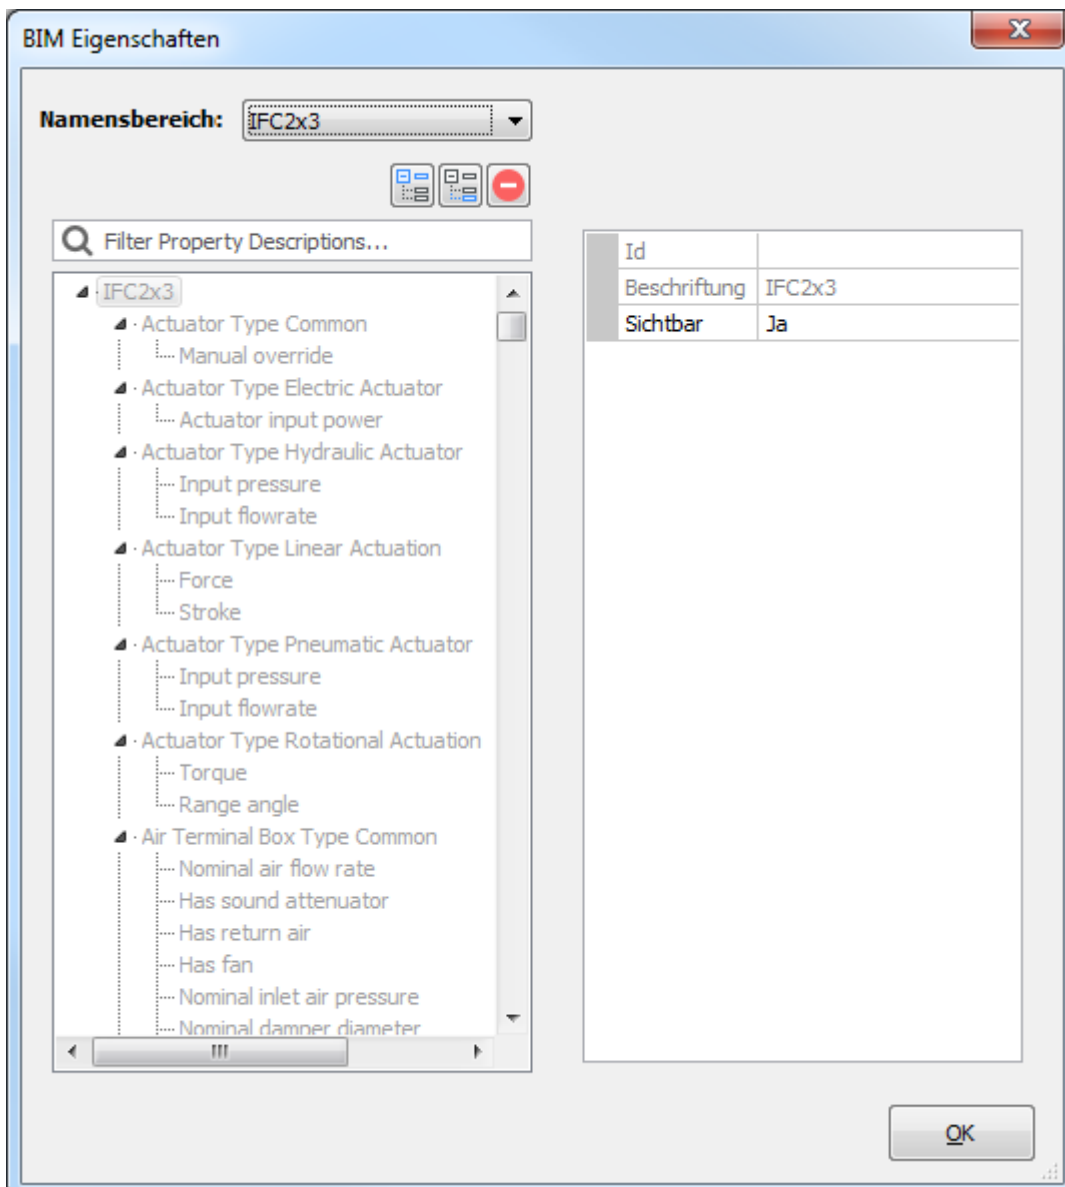 BIM Eigenschaften
Namensbereich: IFC2x3
Filter Property Descriptions...
IFC2x3
Actuator Type Common
Manual override
Actuator Type Electric Actuator
Actuator input power
Actuator Type Hydraulic Actuator
Input pressure
Input flowrate
Actuator Type Linear Actuation
Force
Stroke
Actuator Type Pneumatic Actuator
Input pressure
Input flowrate
Actuator Type Rotational Actuation
Torque
Range angle
Air Terminal Box Type Common
Nominal air flow rate
Has sound attenuator
Has return air
Has fan
Nominal inlet air pressure
Nominal damper diameter
Id
Beschriftung IFC2x3
Sichtbar Ja
OK